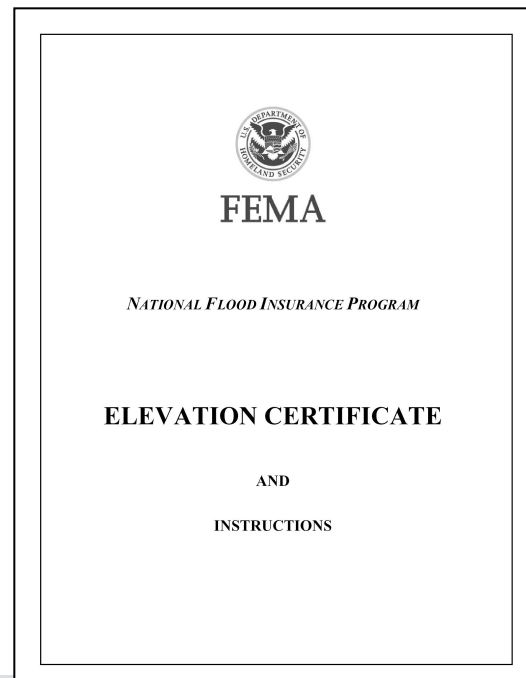 U.S. DEPARTMENT OF
HOMELAND SECURITY
FEMA
NATIONAL FLOOD INSURANCE PROGRAM
ELEVATION CERTIFICATE
AND
INSTRUCTIONS